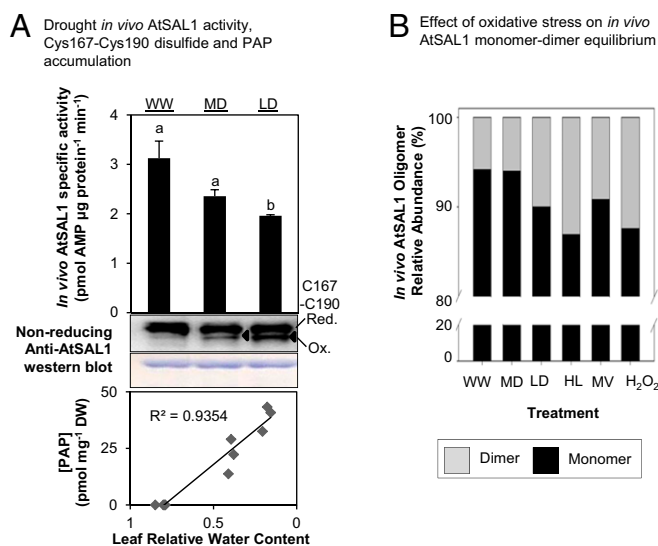 A
Drought in vivo AtSAL1 activity,
Cys167-Cys190 disulfide and PAP
accumulation
WW MD LD
In vivo AtSAL1 specific activity
(pmol AMP µg protein⁻¹ min⁻¹)
4
3
2
1
0
a
a
b
C167
-C190
Red.
Ox.
Non-reducing
Anti-AtSAL1
western blot
[PAP]
(pmol mg⁻¹ DW)
50
25
0
R² = 0.9354
1 0.5 0
Leaf Relative Water Content
B
Effect of oxidative stress on in vivo
AtSAL1 monomer-dimer equilibrium
In vivo AtSAL1 Oligomer
Relative Abundance (%)
100
90
80
20
0
WW MD LD HL MV H₂O₂
Treatment
Dimer Monomer